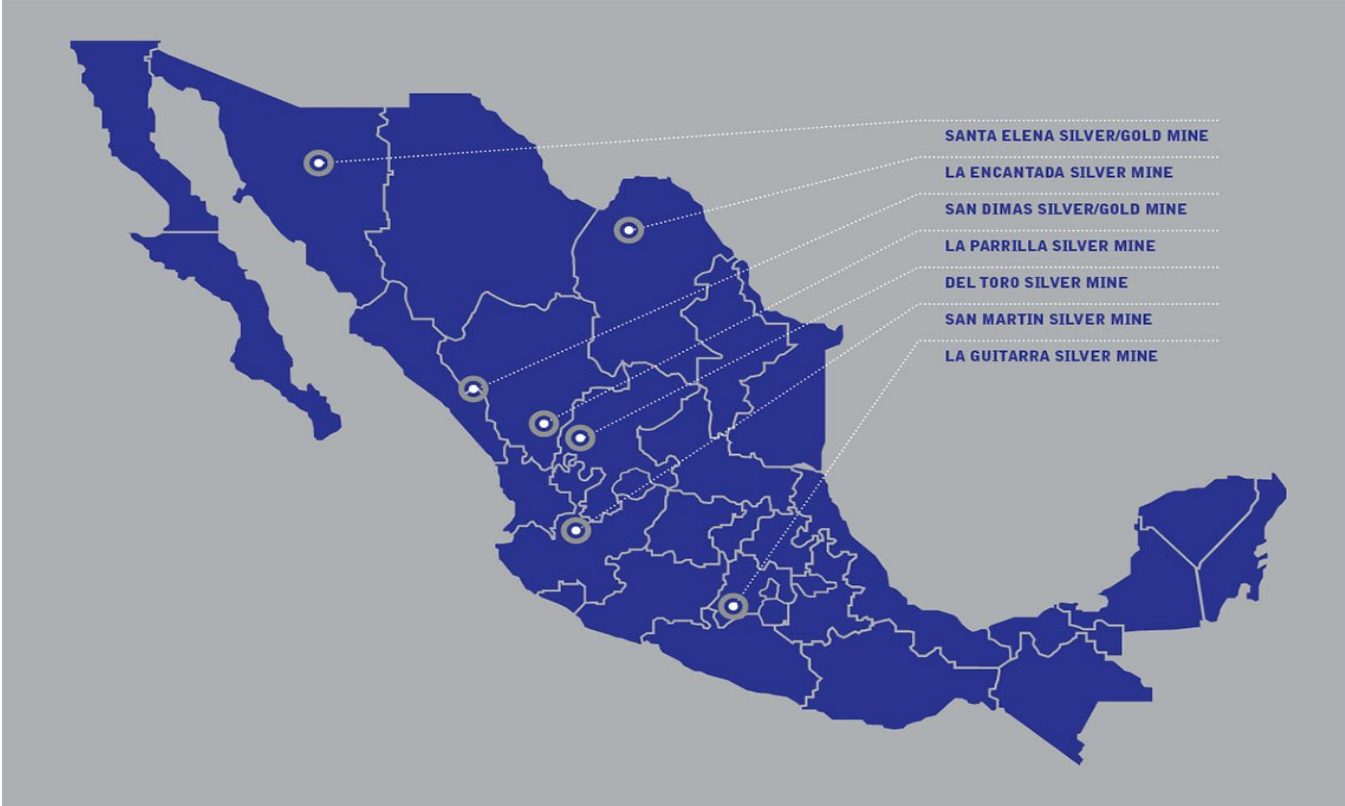 SANTA ELENA SILVER/GOLD MINE
LA ENCANTADA SILVER MINE
SAN DIMAS SILVER/GOLD MINE
LA PARRILLA SILVER MINE
DEL TORO SILVER MINE
SAN MARTIN SILVER MINE
LA GUITARRA SILVER MINE